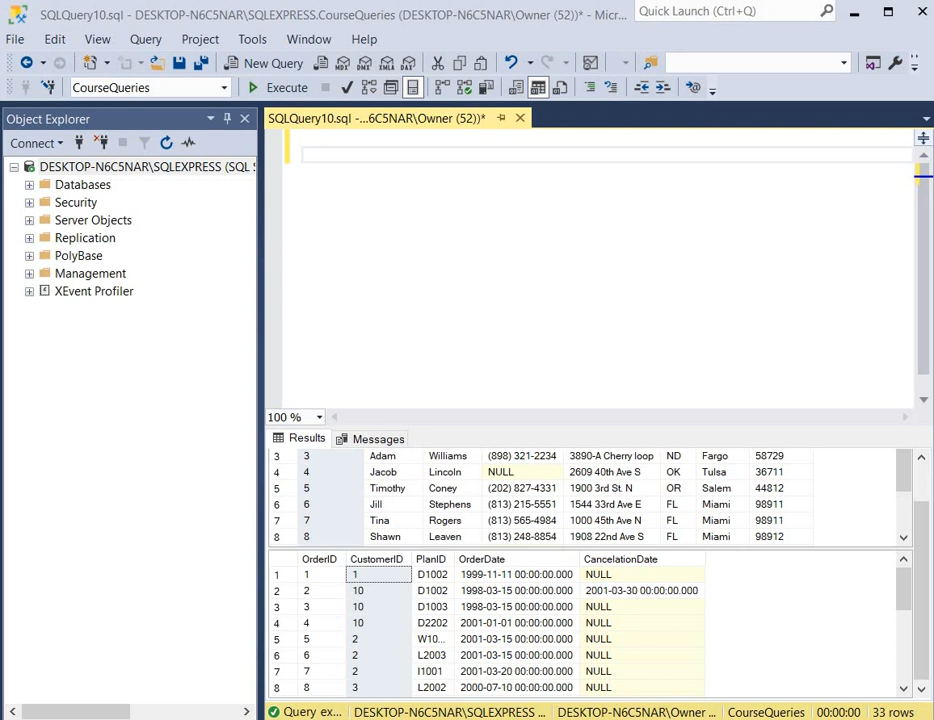 SQLQuery10.sql - DESKTOP-N6C5NAR\SQLEXPRESS.CourseQueries (DESKTOP-N6C5NAR\Owner (52))* - Micr...
Quick Launch (Ctrl+Q)
File Edit View Query Project Tools Window Help
New Query MDX DMX XMLA DAX
CourseQueries Execute
Object Explorer
SQLQuery10.sql -...6C5NAR\Owner (52))*
Connect
DESKTOP-N6C5NAR\SQLEXPRESS (SQL S
Databases
Security
Server Objects
Replication
PolyBase
Management
XEvent Profiler
100 %
Results Messages
3 3 Adam Williams (898) 321-2234 3890-A Cherry loop ND Fargo 58729
4 4 Jacob Lincoln NULL 2609 40th Ave S OK Tulsa 36711
5 5 Timothy Coney (202) 827-4331 1900 3rd St. N OR Salem 44812
6 6 Jill Stephens (813) 215-5551 1544 33rd Ave E FL Miami 98911
7 7 Tina Rogers (813) 565-4984 1000 45th Ave N FL Miami 98911
8 8 Shawn Leaven (813) 248-8854 1908 22nd Ave S FL Miami 98912
OrderID CustomerID PlanID OrderDate CancelationDate
1 1 1 D1002 1999-11-11 00:00:00.000 NULL
2 2 10 D1002 1998-03-15 00:00:00.000 2001-03-30 00:00:00.000
3 3 10 D1003 1998-03-15 00:00:00.000 NULL
4 4 10 D2202 2001-01-01 00:00:00.000 NULL
5 5 2 W10... 2001-03-15 00:00:00.000 NULL
6 6 2 L2003 2001-03-15 00:00:00.000 NULL
7 7 2 I1001 2001-03-20 00:00:00.000 NULL
8 8 3 L2002 2000-07-10 00:00:00.000 NULL
Query ex... DESKTOP-N6C5NAR\SQLEXPRESS ... DESKTOP-N6C5NAR\Owner ... CourseQueries 00:00:00 33 rows